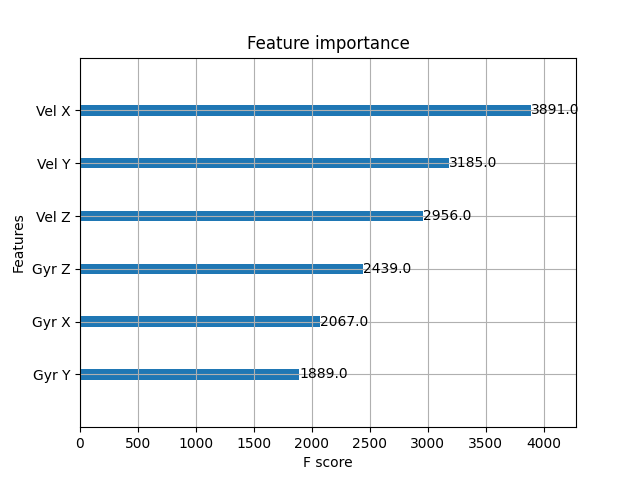 Feature importance
Vel X 3891.0
Vel Y 3185.0
Vel Z 2956.0
Gyr Z 2439.0
Gyr X 2067.0
Gyr Y 1889.0
Features
0 500 1000 1500 2000 2500 3000 3500 4000
F score